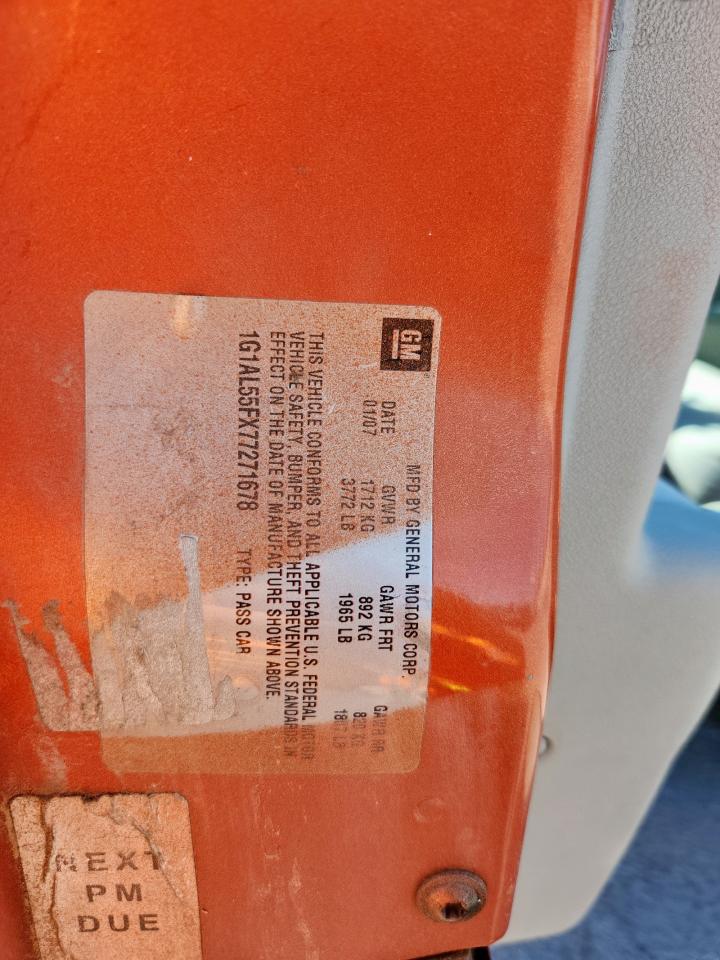 GM
MFD BY GENERAL MOTORS CORP.
DATE GVWR GAWR FRT GAWR RR
01/07 1712 KG 892 KG KG
3772 LB 1965 LB LB
THIS VEHICLE CONFORMS TO ALL APPLICABLE U.S. FEDERAL MOTOR
VEHICLE SAFETY, BUMPER, AND THEFT PREVENTION STANDARDS IN
EFFECT ON THE DATE OF MANUFACTURE SHOWN ABOVE.
1G1AL55FX77271678 TYPE: PASS CAR
NEXT
PM
DUE